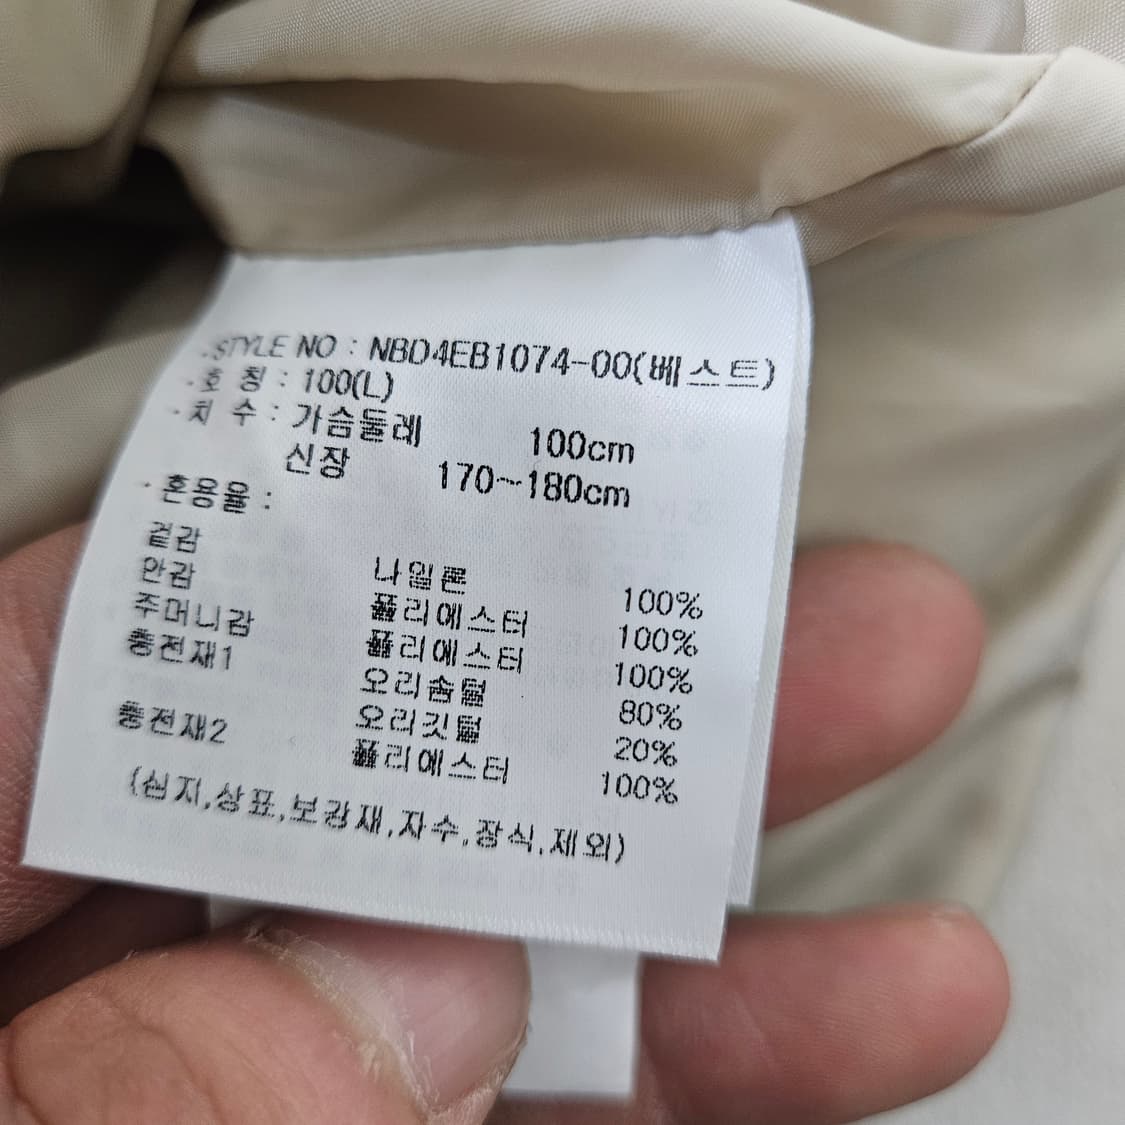 ·STYLE NO : NBD4EB1074-00(베스트)
·호 칭 : 100(L)
·치 수 : 가슴둘레 100cm
신장 170~180cm
·혼용율 :
겉감 나일론 100%
안감 폴리에스터 100%
주머니감 폴리에스터 100%
충전재1 오리솜털 80%
오리깃털 20%
충전재2 폴리에스터 100%
(심지,상표,보강재,자수,장식,제외)